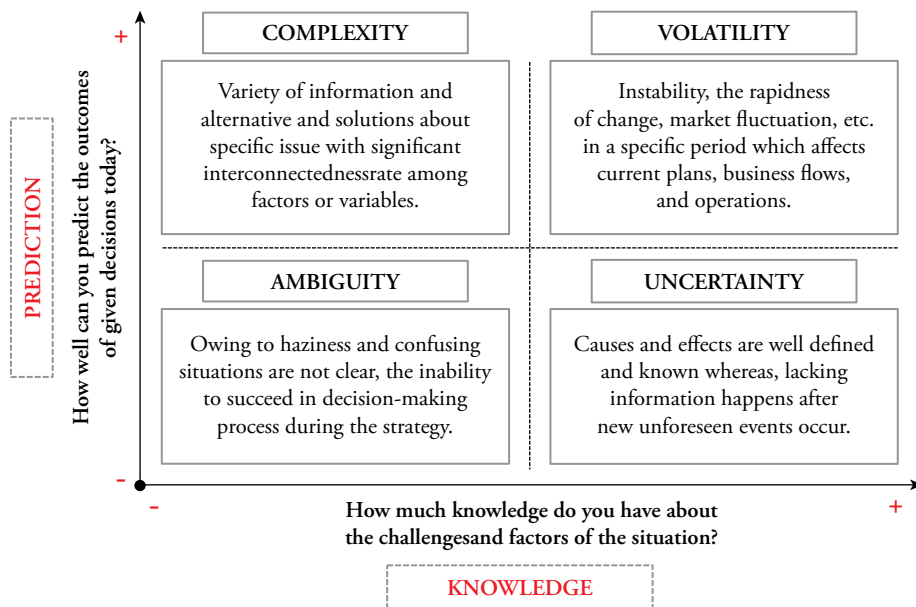 +
COMPLEXITY
VOLATILITY
Variety of information and
alternative and solutions about
specific issue with significant
interconnectednessrate among
factors or variables.
Instability, the rapidness
of change, market fluctuation, etc.
in a specific period which affects
current plans, business flows,
and operations.
PREDICTION
How well can you predict the outcomes
of given decisions today?
AMBIGUITY
UNCERTAINTY
Owing to haziness and confusing
situations are not clear, the inability
to succeed in decision-making
process during the strategy.
Causes and effects are well defined
and known whereas, lacking
information happens after
new unforeseen events occur.
-
-
+
How much knowledge do you have about
the challengesand factors of the situation?
KNOWLEDGE